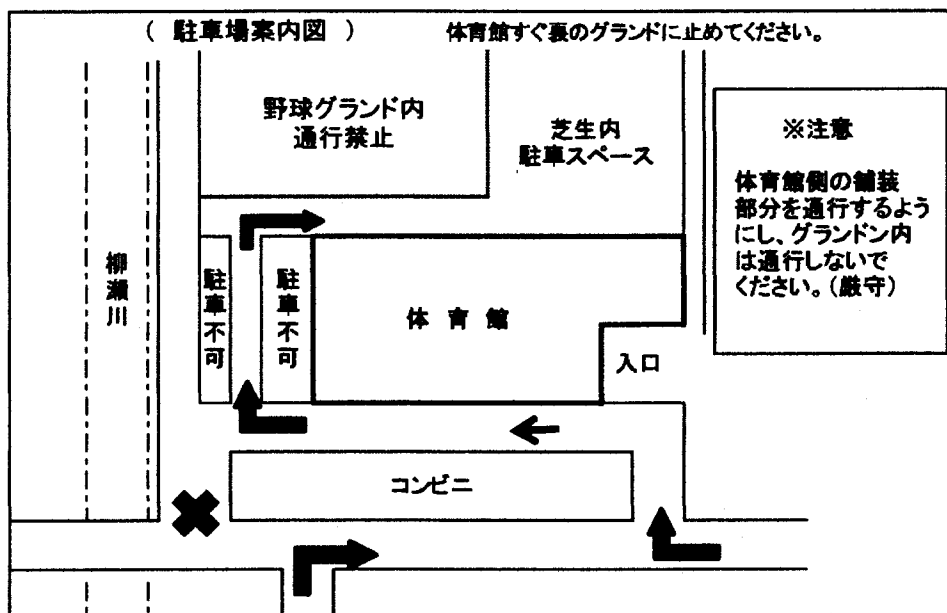 ( 駐車場案内図 )
体育館すぐ裏のグランドに止めてください。
野球グランド内
通行禁止
芝生内
駐車スペース
※注意
体育館側の舗装
部分を通行するよう
にし、グランドン内
は通行しないで
ください。(厳守)
柳瀬川
駐車不可
駐車不可
体育館
入口
コンビニ